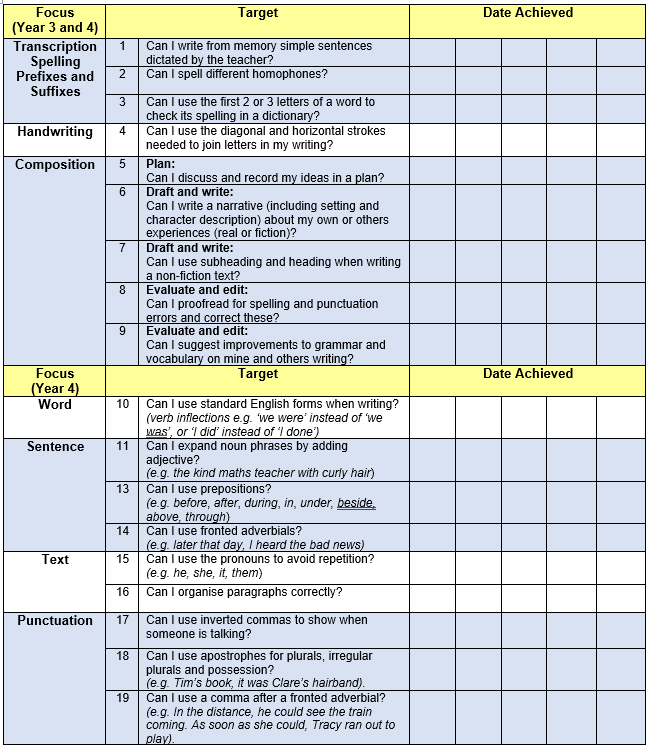 Focus
(Year 3 and 4)
Target
Date Achieved
Transcription
Spelling
Prefixes and
Suffixes
1
Can I write from memory simple sentences
dictated by the teacher?
2
Can I spell different homophones?
3
Can I use the first 2 or 3 letters of a word to
check its spelling in a dictionary?
Handwriting
4
Can I use the diagonal and horizontal strokes
needed to join letters in my writing?
Composition
5
Plan:
Can I discuss and record my ideas in a plan?
6
Draft and write:
Can I write a narrative (including setting and
character description) about my own or others
experiences (real or fiction)?
7
Draft and write:
Can I use subheading and heading when writing
a non-fiction text?
8
Evaluate and edit:
Can I proofread for spelling and punctuation
errors and correct these?
9
Evaluate and edit:
Can I suggest improvements to grammar and
vocabulary on mine and others writing?
Focus
(Year 4)
Target
Date Achieved
Word
10
Can I use standard English forms when writing?
(verb inflections e.g. ‘we were’ instead of ‘we
was’, or ‘I did’ instead of ‘I done’)
Sentence
11
Can I expand noun phrases by adding
adjective?
(e.g. the kind maths teacher with curly hair)
13
Can I use prepositions?
(e.g. before, after, during, in, under, beside,
above, through)
14
Can I use fronted adverbials?
(e.g. later that day, I heard the bad news)
Text
15
Can I use the pronouns to avoid repetition?
(e.g. he, she, it, them)
16
Can I organise paragraphs correctly?
Punctuation
17
Can I use inverted commas to show when
someone is talking?
18
Can I use apostrophes for plurals, irregular
plurals and possession?
(e.g. Tim’s book, it was Clare’s hairband).
19
Can I use a comma after a fronted adverbial?
(e.g. In the distance, he could see the train
coming. As soon as she could, Tracy ran out to
play).